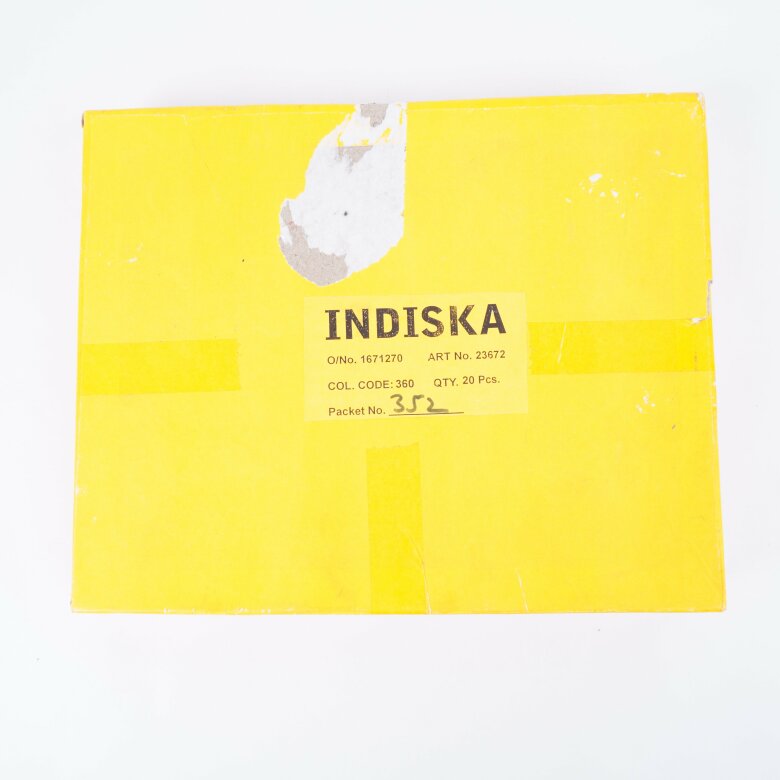 INDISKA
O/No. 1671270 ART No. 23672
COL. CODE: 360 QTY. 20 Pcs.
Packet No. 352